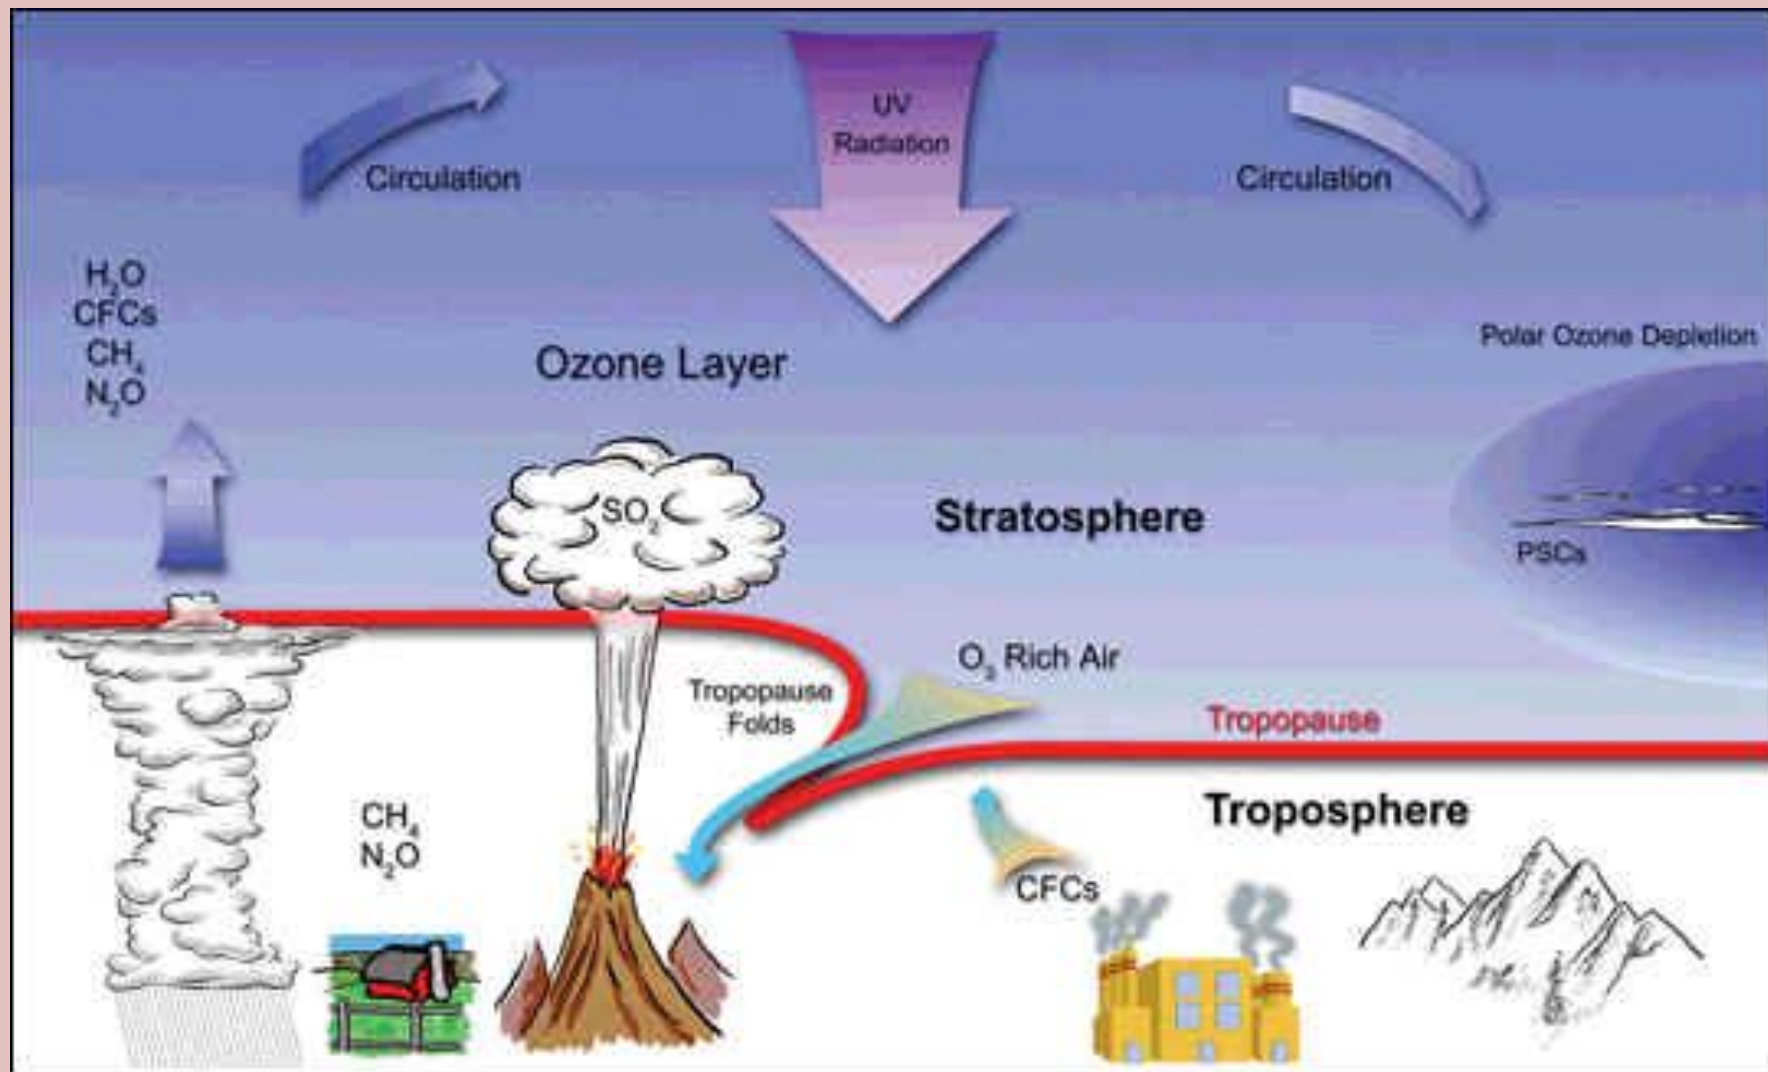 UV
Radiation
Circulation
Circulation
H₂O
CFCs
CH₄
N₂O
Polar Ozone Depletion
Ozone Layer
SO₂
Stratosphere
PSCs
O₃ Rich Air
Tropopause
Folds
Tropopause
Troposphere
CH₄
N₂O
CFCs